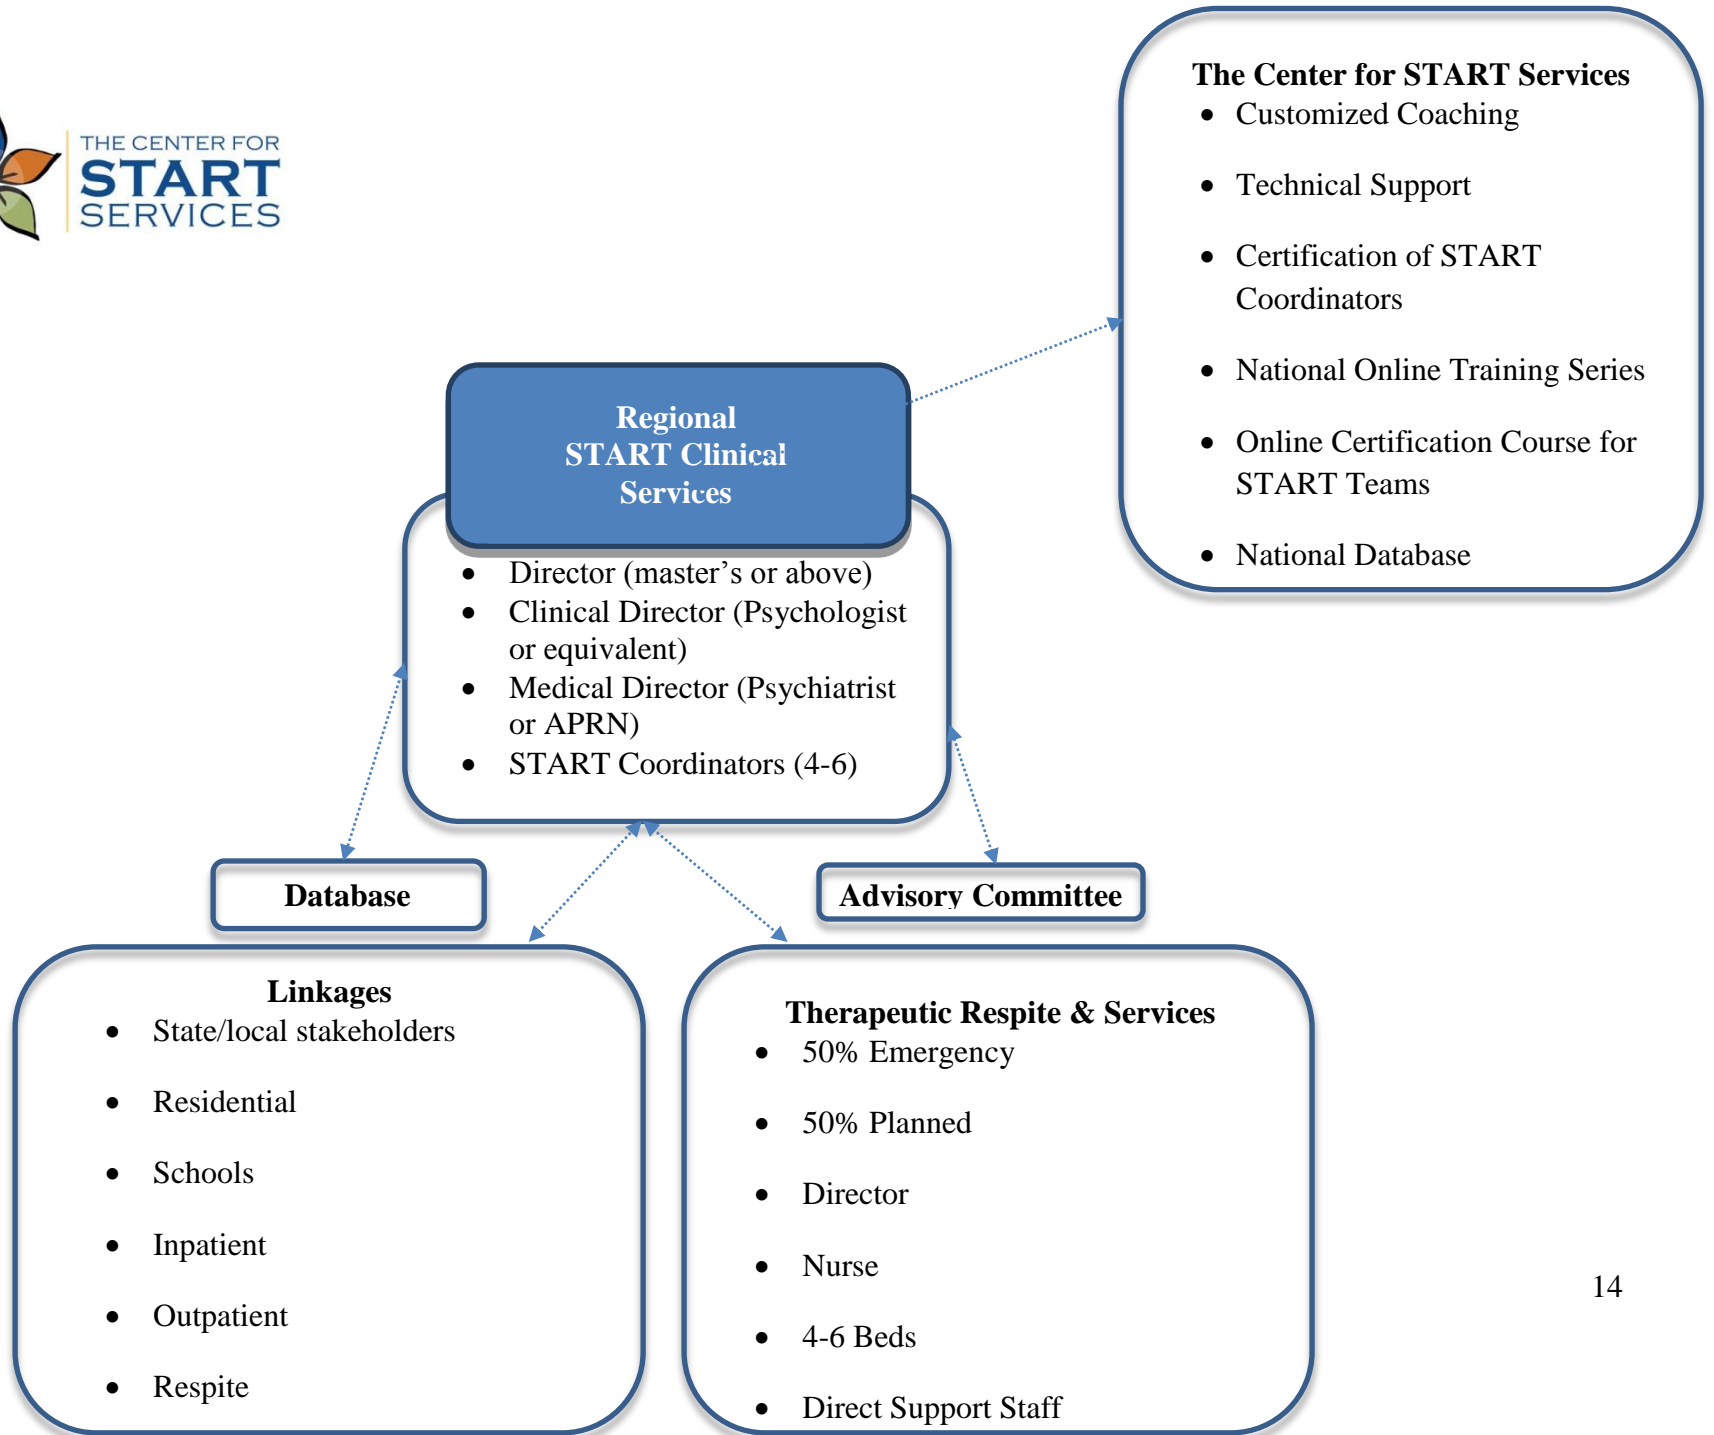 THE CENTER FOR
START
SERVICES
The Center for START Services
• Customized Coaching
• Technical Support
• Certification of START
Coordinators
• National Online Training Series
• Online Certification Course for
START Teams
• National Database
Regional
START Clinical
Services
• Director (master’s or above)
• Clinical Director (Psychologist
or equivalent)
• Medical Director (Psychiatrist
or APRN)
• START Coordinators (4-6)
Database
Advisory Committee
Linkages
• State/local stakeholders
• Residential
• Schools
• Inpatient
• Outpatient
• Respite
Therapeutic Respite & Services
• 50% Emergency
• 50% Planned
• Director
• Nurse
• 4-6 Beds
• Direct Support Staff
14